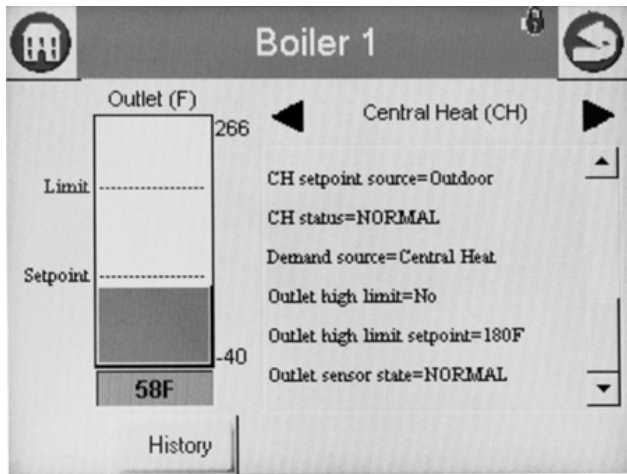 Boiler 1
Outlet (F)
266
Limit
Setpoint
-40
58F
History
Central Heat (CH)
CH setpoint source=Outdoor
CH status=NORMAL
Demand source=Central Heat
Outlet high limit=No
Outlet high limit setpoint=180F
Outlet sensor state=NORMAL